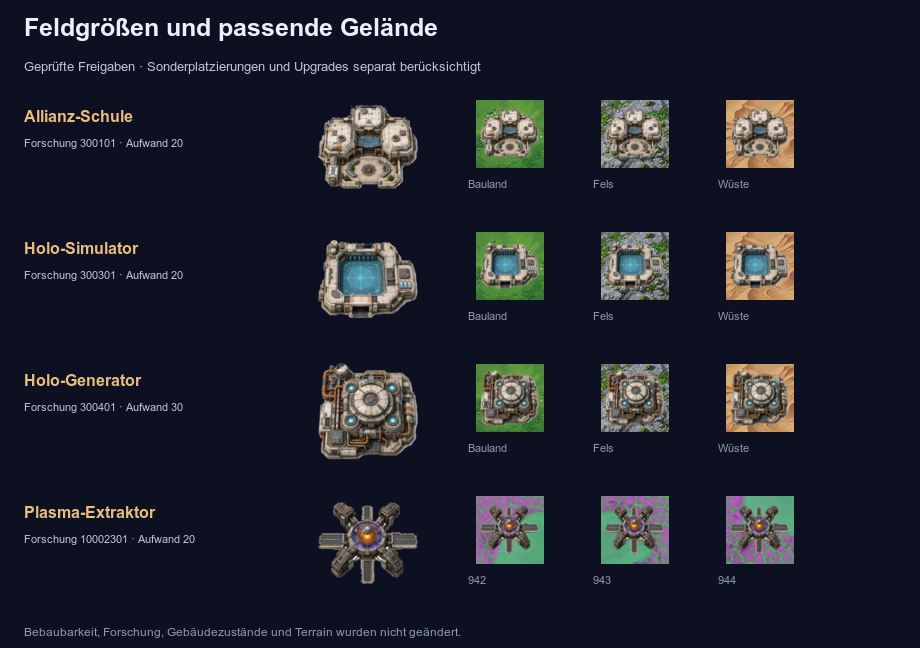 Feldgrößen und passende Gelände
Geprüfte Freigaben · Sonderplatzierungen und Upgrades separat berücksichtigt
Allianz-Schule
Forschung 300101 · Aufwand 20
Bauland
Fels
Wüste
Holo-Simulator
Forschung 300301 · Aufwand 20
Bauland
Fels
Wüste
Holo-Generator
Forschung 300401 · Aufwand 30
Bauland
Fels
Wüste
Plasma-Extraktor
Forschung 10002301 · Aufwand 20
942
943
944
Bebaubarkeit, Forschung, Gebäudezustände und Terrain wurden nicht geändert.